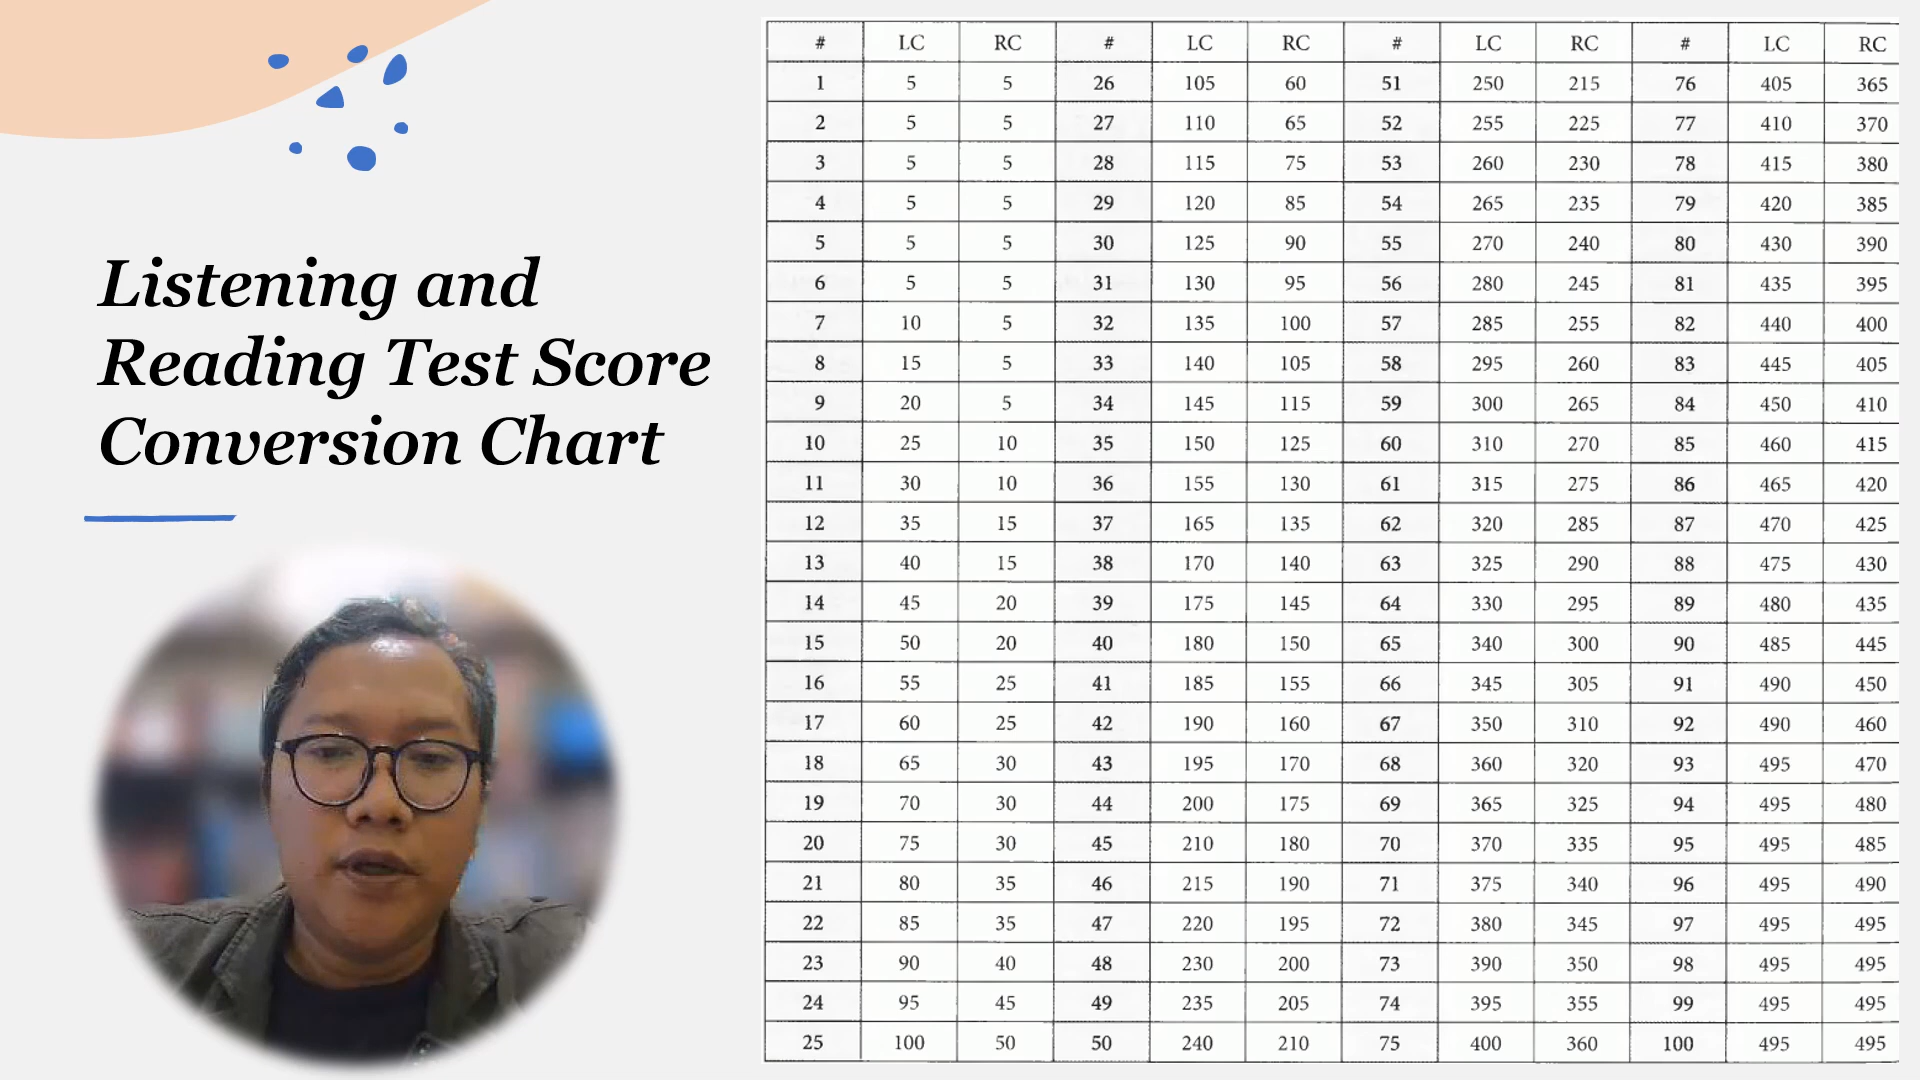 Listening and
Reading Test Score
Conversion Chart
# LC RC # LC RC # LC RC # LC RC
1 5 5 26 105 60 51 250 215 76 405 365
2 5 5 27 110 65 52 255 225 77 410 370
3 5 5 28 115 75 53 260 230 78 415 380
4 5 5 29 120 85 54 265 235 79 420 385
5 5 5 30 125 90 55 270 240 80 430 390
6 5 5 31 130 95 56 280 245 81 435 395
7 10 5 32 135 100 57 285 255 82 440 400
8 15 5 33 140 105 58 295 260 83 445 405
9 20 5 34 145 115 59 300 265 84 450 410
10 25 10 35 150 125 60 310 270 85 460 415
11 30 10 36 155 130 61 315 275 86 465 420
12 35 15 37 165 135 62 320 285 87 470 425
13 40 15 38 170 140 63 325 290 88 475 430
14 45 20 39 175 145 64 330 295 89 480 435
15 50 20 40 180 150 65 340 300 90 485 445
16 55 25 41 185 155 66 345 305 91 490 450
17 60 25 42 190 160 67 350 310 92 490 460
18 65 30 43 195 170 68 360 320 93 495 470
19 70 30 44 200 175 69 365 325 94 495 480
20 75 30 45 210 180 70 370 335 95 495 485
21 80 35 46 215 190 71 375 340 96 495 490
22 85 35 47 220 195 72 380 345 97 495 495
23 90 40 48 230 200 73 390 350 98 495 495
24 95 45 49 235 205 74 395 355 99 495 495
25 100 50 50 240 210 75 400 360 100 495 495